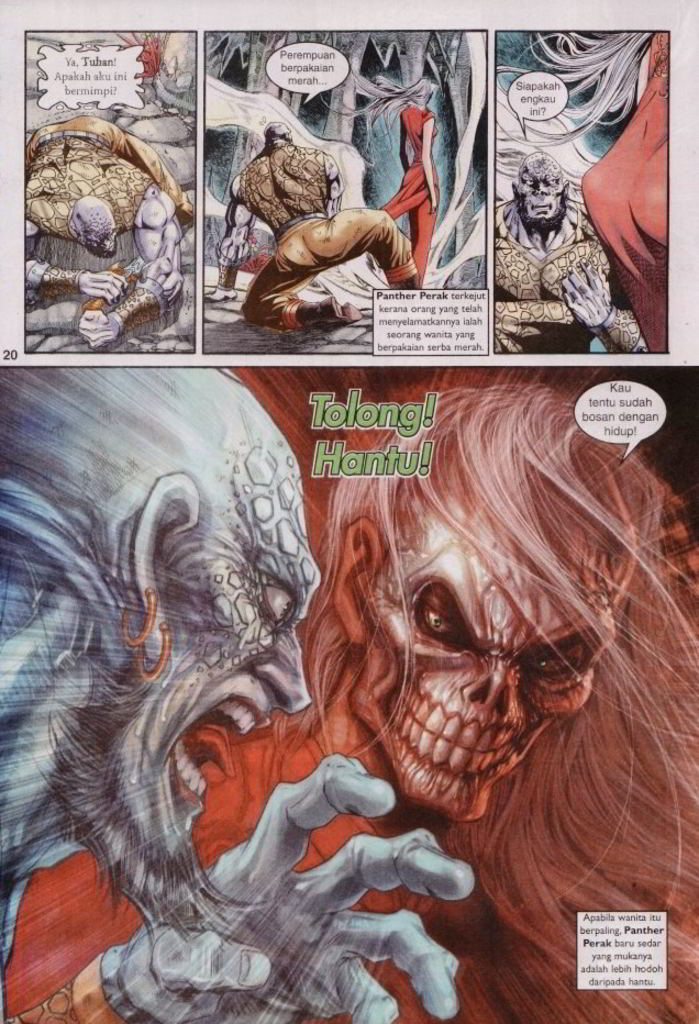 Ya, Tuhan!
Apakah aku ini
bermimpi?
Perempuan
berpakaian
merah...
Panther Perak terkejut
kerana orang yang telah
menyelamatkannya ialah
seorang wanita yang
berpakaian serba merah.
Siapakah
engkau
ini?
20
Tolong!
Hantu!
Kau
tentu sudah
bosan dengan
hidup!
Apabila wanita itu
berpaling, Panther
Perak baru sedar
yang mukanya
adalah lebih hodoh
daripada hantu.